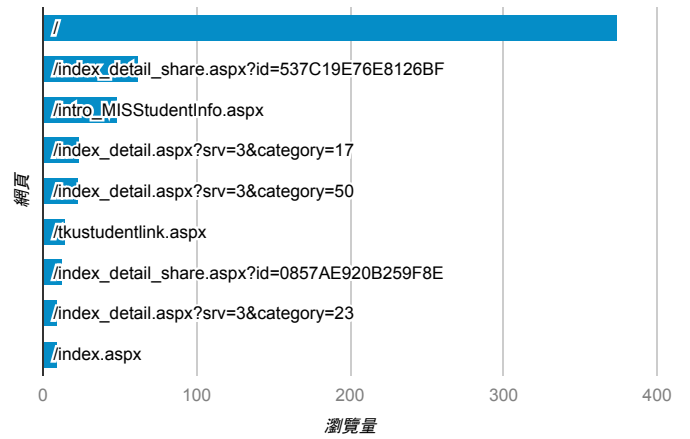 /
/index_detail_share.aspx?id=537C19E76E8126BF
/intro_MISStudentInfo.aspx
/index_detail.aspx?srv=3&category=17
/index_detail.aspx?srv=3&category=50
/tkustudentlink.aspx
/index_detail_share.aspx?id=0857AE920B259F8E
/index_detail.aspx?srv=3&category=23
/index.aspx
網頁
0 100 200 300 400
瀏覽量